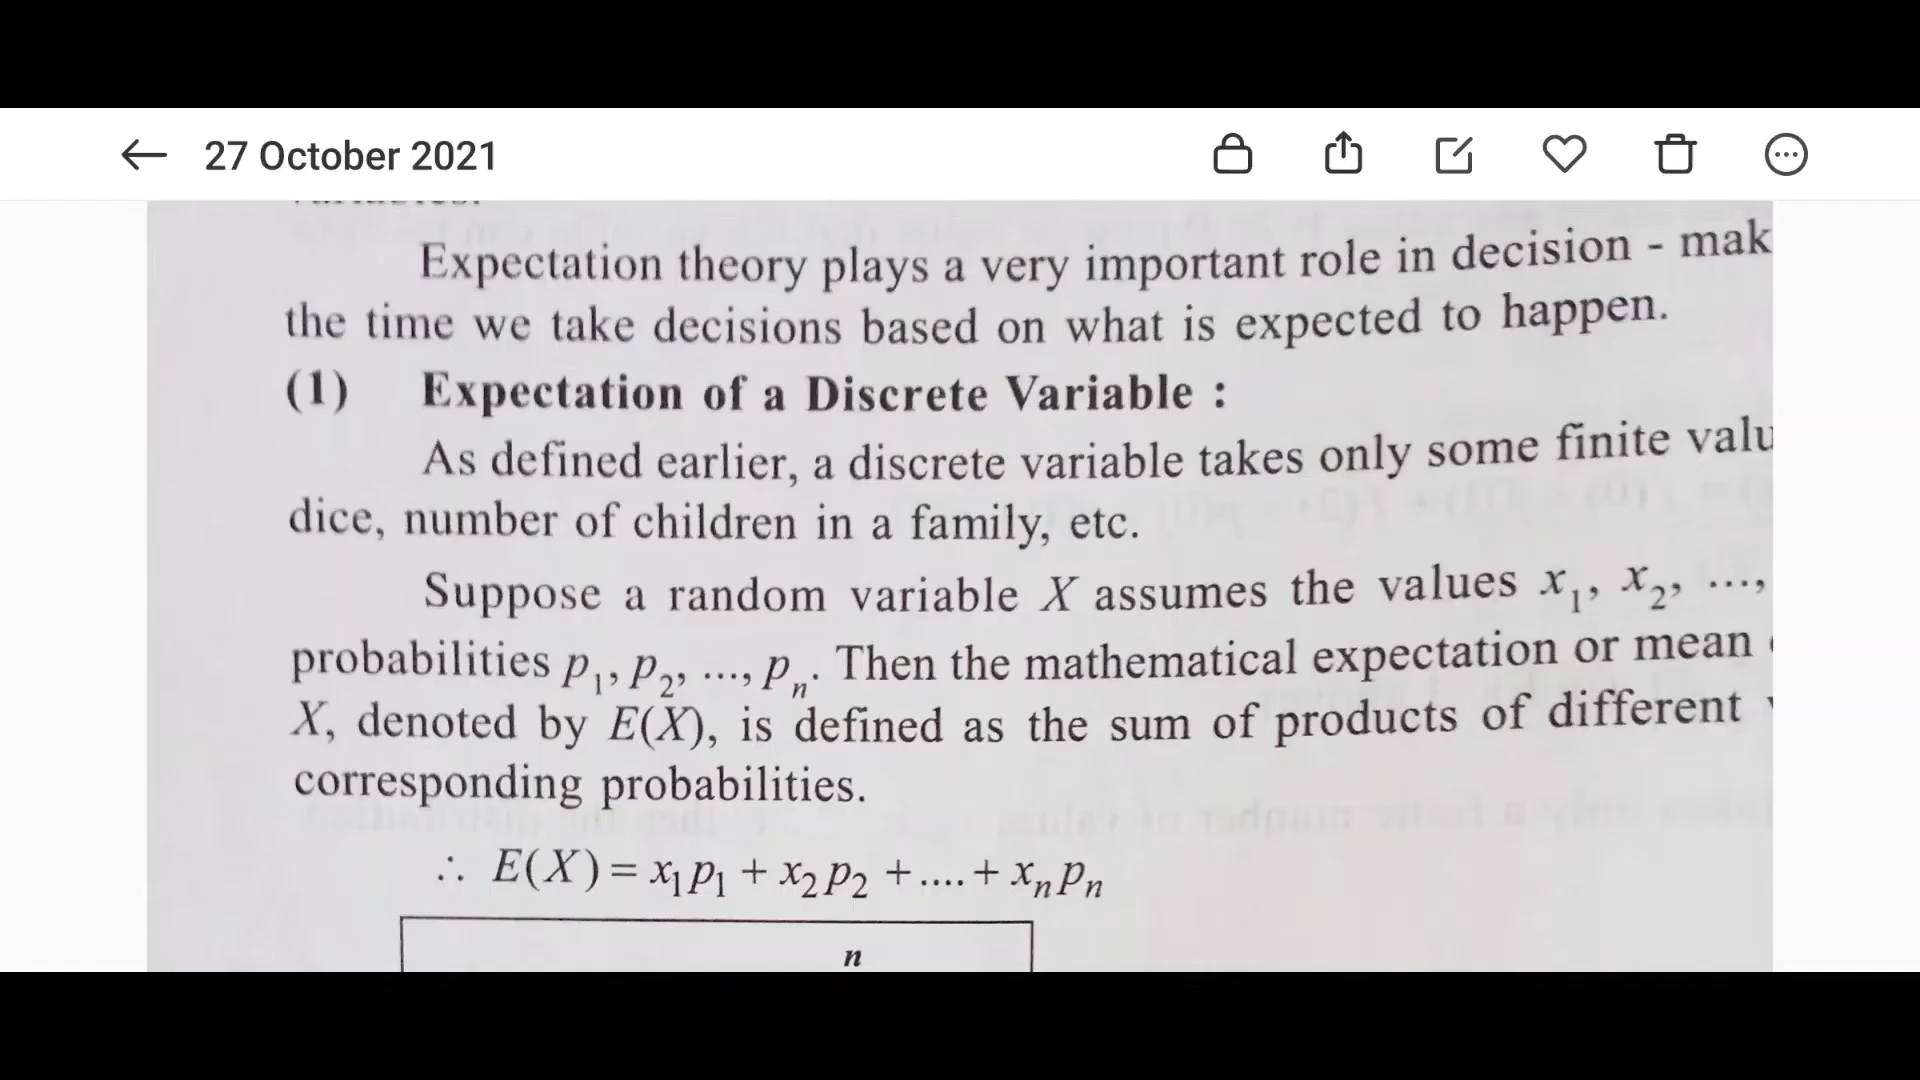 27 October 2021
Expectation theory plays a very important role in decision - mak
the time we take decisions based on what is expected to happen.
(1) Expectation of a Discrete Variable :
As defined earlier, a discrete variable takes only some finite valu
dice, number of children in a family, etc.
Suppose a random variable X assumes the values x₁, x₂, ...,
probabilities p₁, p₂, ..., pₙ. Then the mathematical expectation or mean
X, denoted by E(X), is defined as the sum of products of different
corresponding probabilities.
∴ E(X) = x₁p₁ + x₂p₂ + .... + xₙpₙ
n